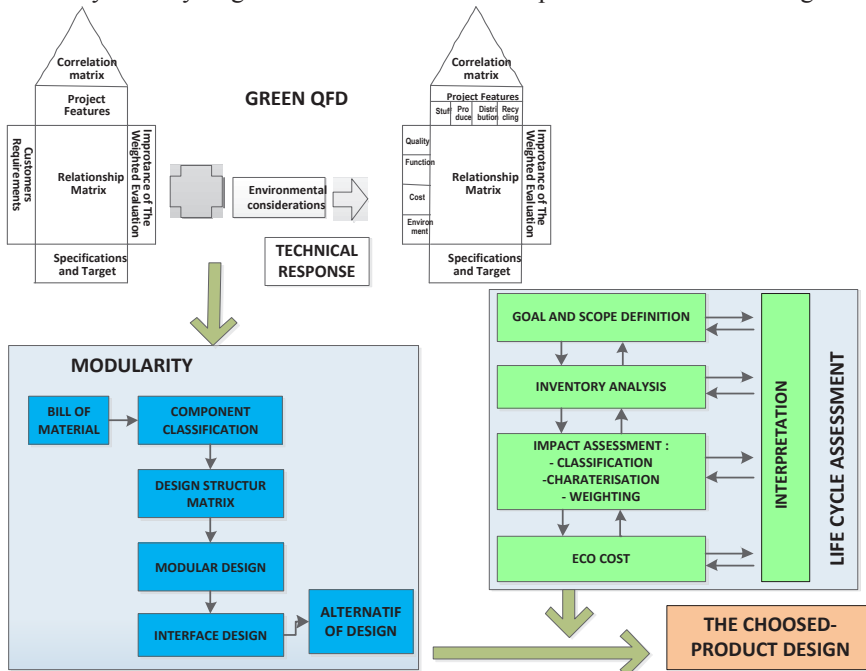 Correlation
matrix
Project
Features
Customers
Requirements
Relationship
Matrix
Improtance of The
Weighted Evaluation
Specifications
and Target
GREEN QFD
Environmental
considerations
TECHNICAL
RESPONSE
Correlation
matrix
Project Features
Stuff
Pro
duce
Distri
bution
Recy
cling
Quality
Function
Cost
Environ
ment
Relationship
Matrix
Improtance of The
Weighted Evaluation
Specifications
and Target
MODULARITY
BILL OF
MATERIAL
COMPONENT
CLASSIFICATION
DESIGN STRUCTUR
MATRIX
MODULAR DESIGN
INTERFACE DESIGN
ALTERNATIF
OF DESIGN
GOAL AND SCOPE DEFINITION
INVENTORY ANALYSIS
IMPACT ASSESSMENT :
- CLASSIFICATION
-CHARATERISATION
- WEIGHTING
ECO COST
INTERPRETATION
LIFE CYCLE ASSESSMENT
THE CHOOSED-
PRODUCT DESIGN